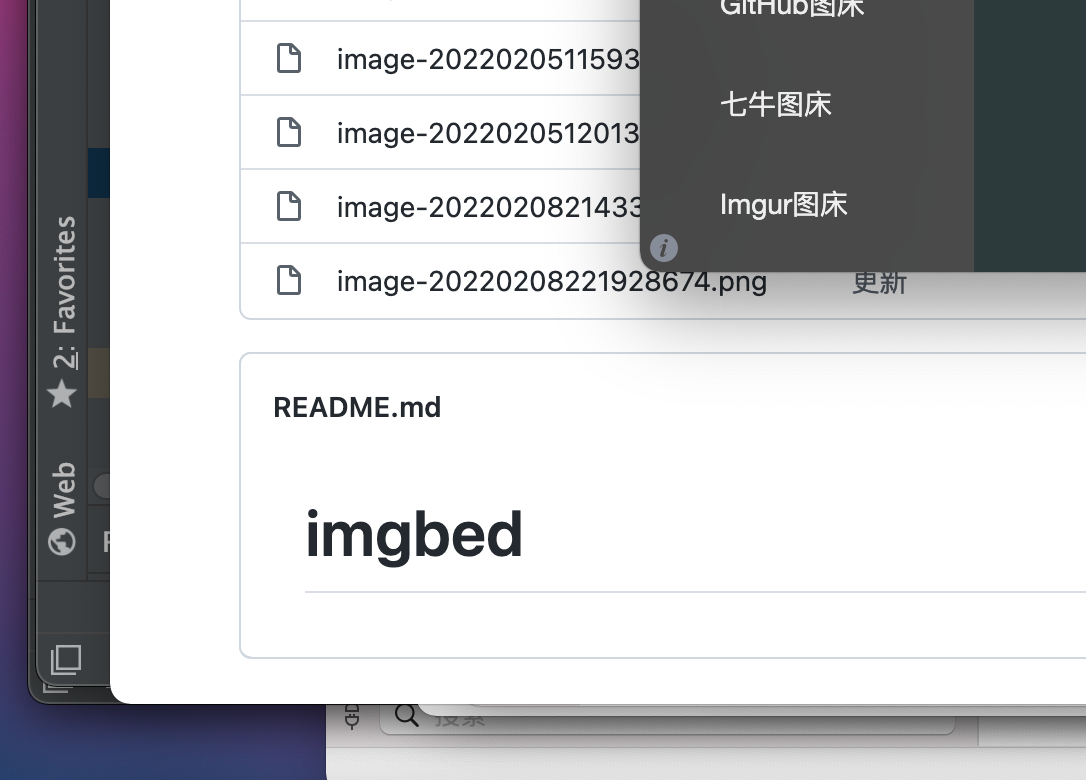 GitHub图床
image-2022020511593
七牛图床
image-2022020512013
Imgur图床
image-2022020821433
image-20220208221928674.png
更新
README.md
imgbed
2: Favorites
Web
搜索